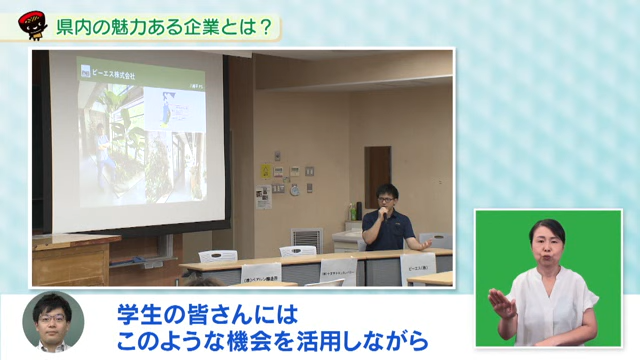 県内の魅力ある企業とは？
ピーエス株式会社
学生の皆さんには
このような機会を活用しながら